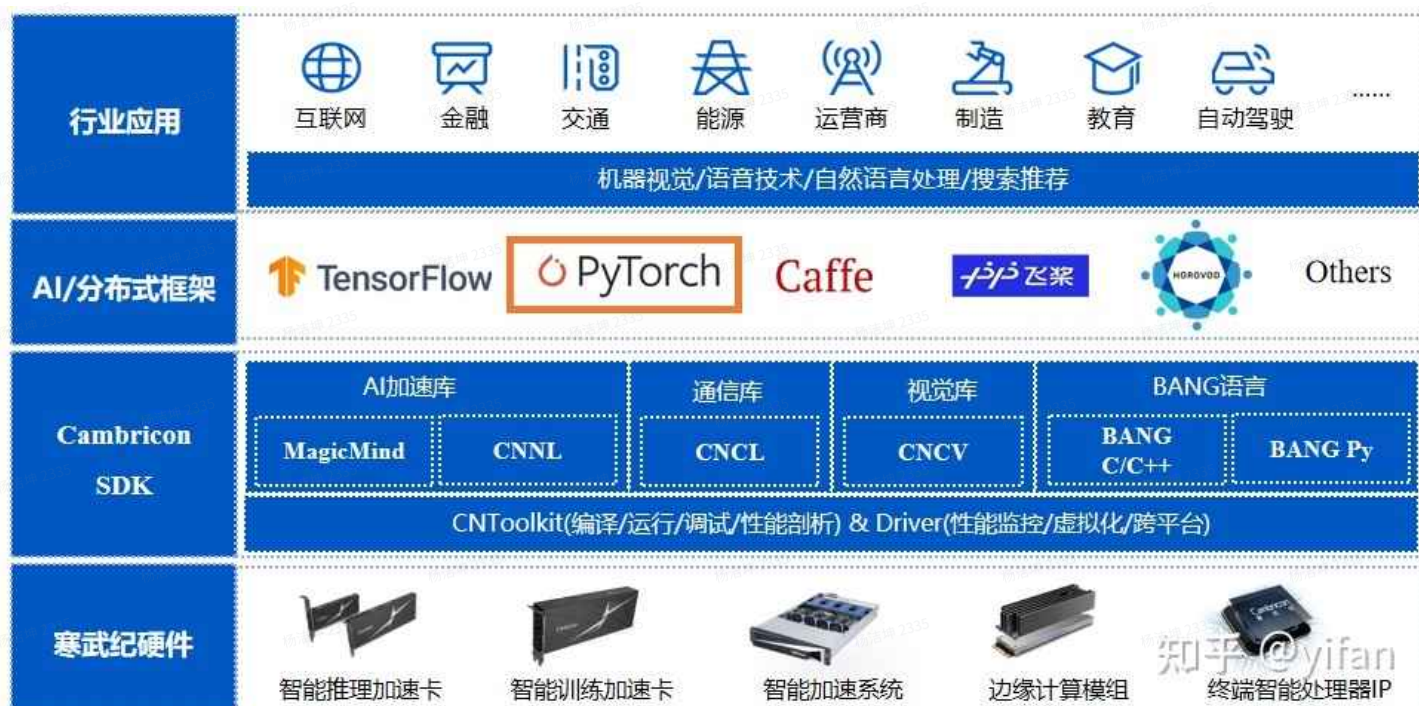 行业应用
互联网 金融 交通 能源 运营商 制造 教育 自动驾驶 ......
机器视觉/语音技术/自然语言处理/搜索推荐
AI/分布式框架
TensorFlow PyTorch Caffe 飞桨 HOROVOD Others
Cambricon
SDK
AI加速库 通信库 视觉库 BANG语言
MagicMind CNNL CNCL CNCV BANG C/C++ BANG Py
CNToolkit(编译/运行/调试/性能剖析) & Driver(性能监控/虚拟化/跨平台)
寒武纪硬件
Cambricon
智能推理加速卡 智能训练加速卡 智能加速系统 边缘计算模组 终端智能处理器IP
知乎 @yifan